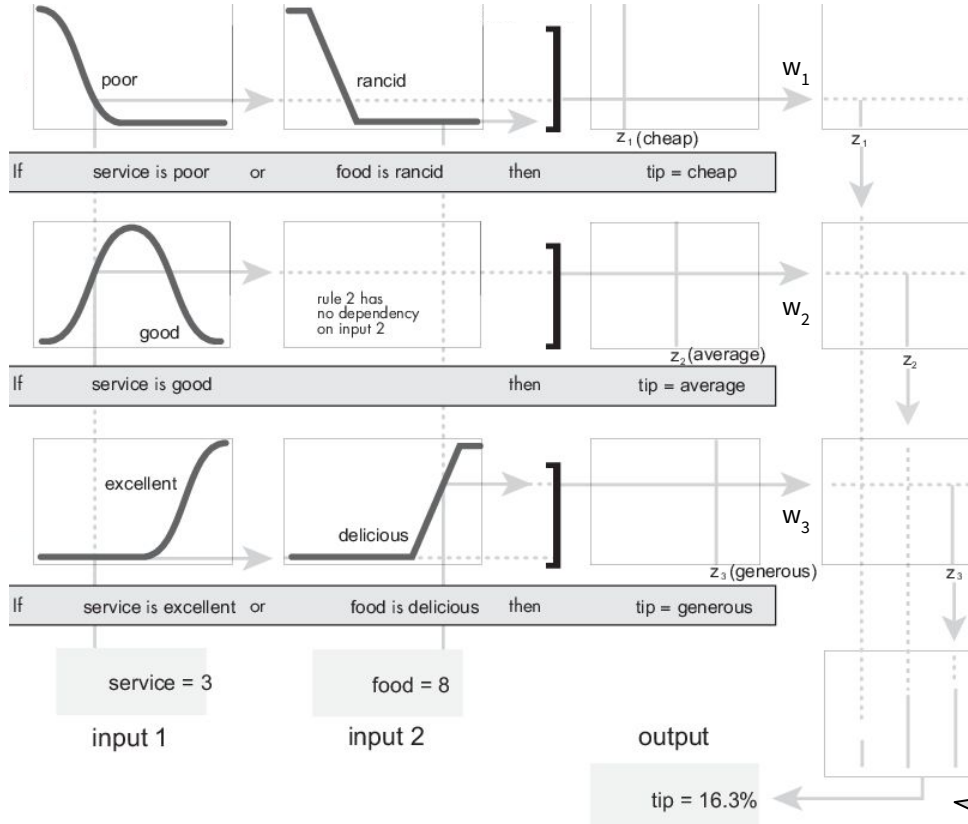 poor
rancid
w1
z1 (cheap)
z1
If service is poor or food is rancid then tip = cheap
rule 2 has
no dependency
on input 2
good
w2
z2 (average)
z2
If service is good then tip = average
excellent
delicious
w3
z3 (generous)
z3
If service is excellent or food is delicious then tip = generous
service = 3
food = 8
input 1
input 2
output
tip = 16.3%